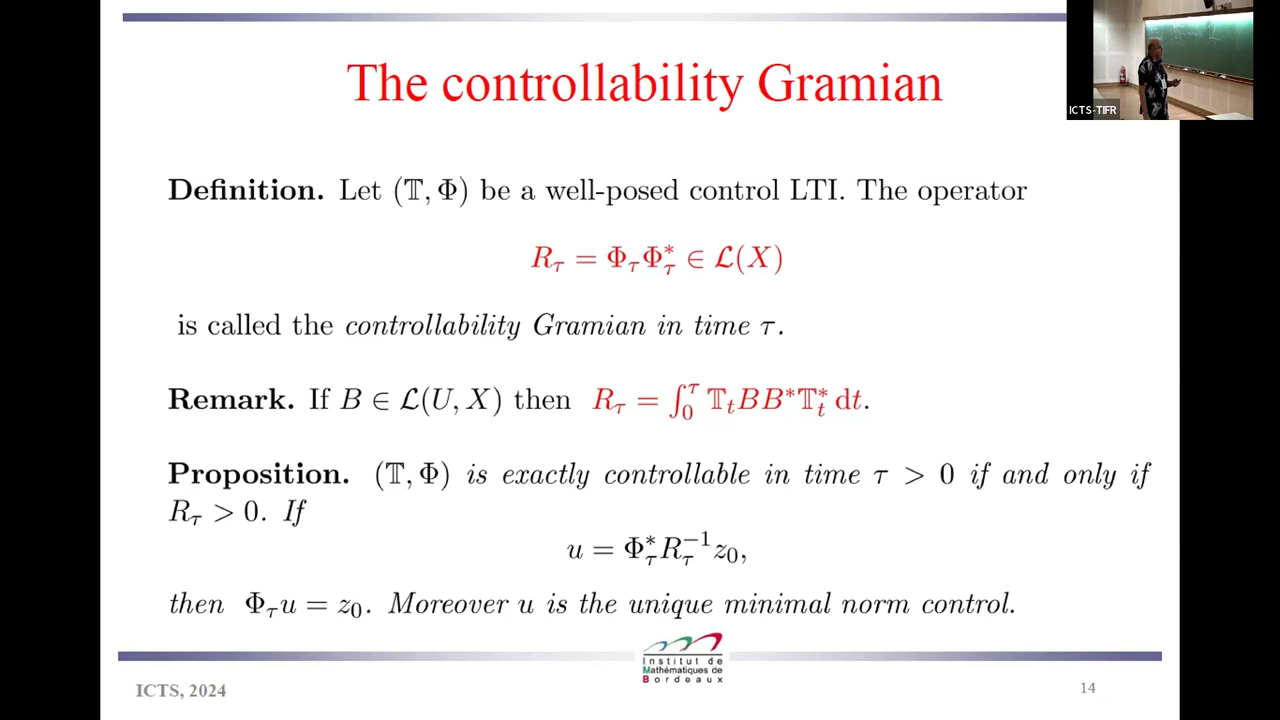 The controllability Gramian
ICTS-TIFR
Definition. Let (𝕋, Φ) be a well-posed control LTI. The operator
R_τ = Φ_τΦ_τ^* ∈ ℒ(X)
is called the controllability Gramian in time τ.
Remark. If B ∈ ℒ(U, X) then R_τ = ∫_0^τ 𝕋_tBB^*𝕋_t^* dt.
Proposition. (𝕋, Φ) is exactly controllable in time τ > 0 if and only if
R_τ > 0. If
u = Φ_τ^*R_τ^{-1}z_0,
then Φ_τu = z_0. Moreover u is the unique minimal norm control.
Institut de
Mathématiques de
Bordeaux
ICTS, 2024
14